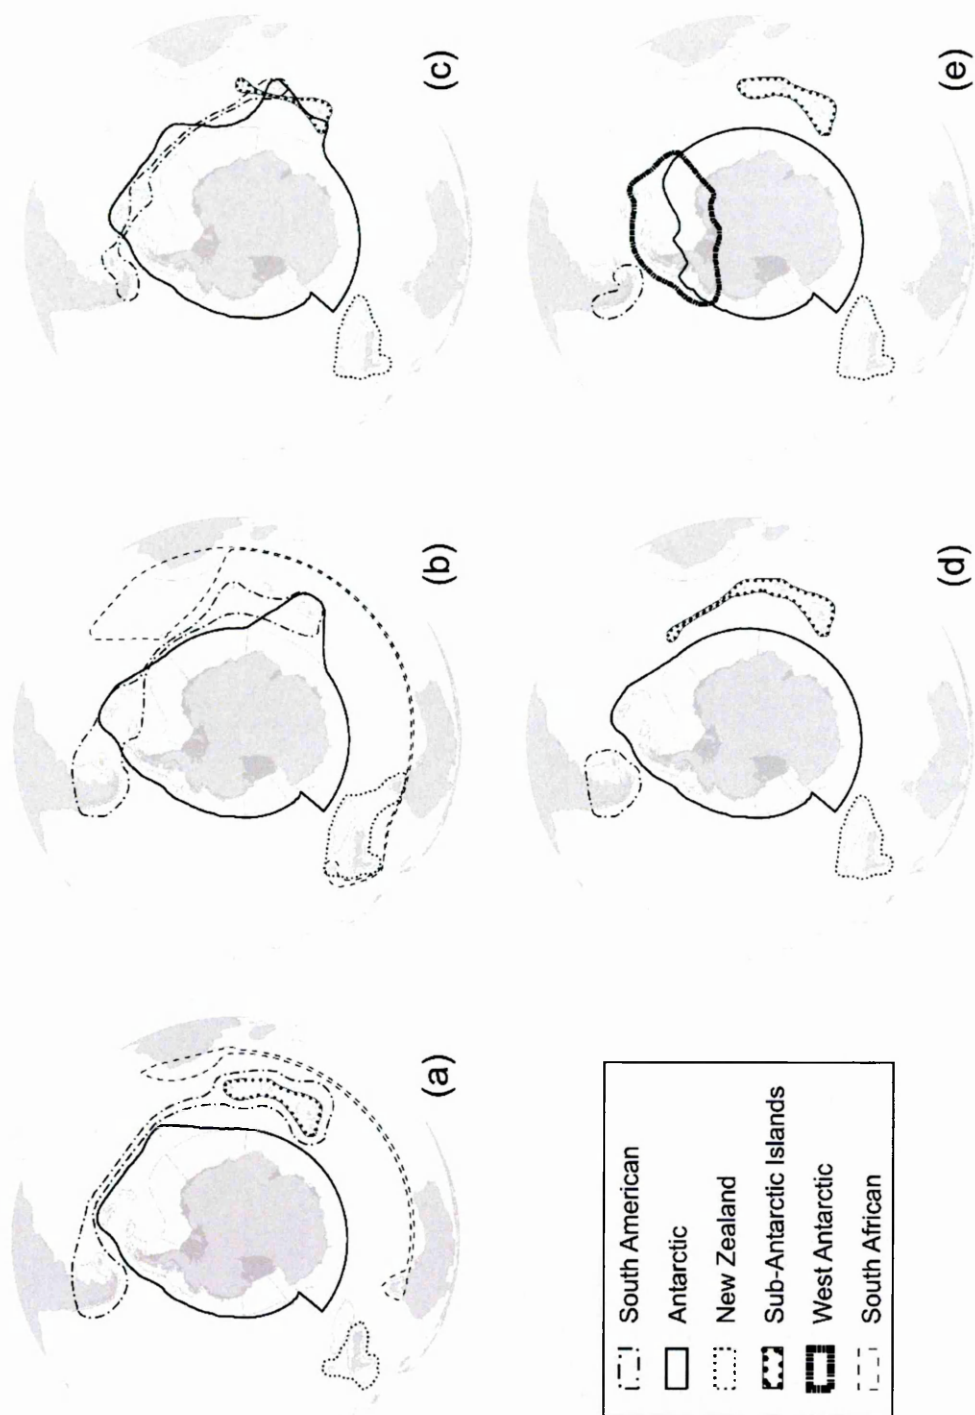 (a)
(b)
(c)
(d)
(e)
South American
Antarctic
New Zealand
Sub-Antarctic Islands
West Antarctic
South African